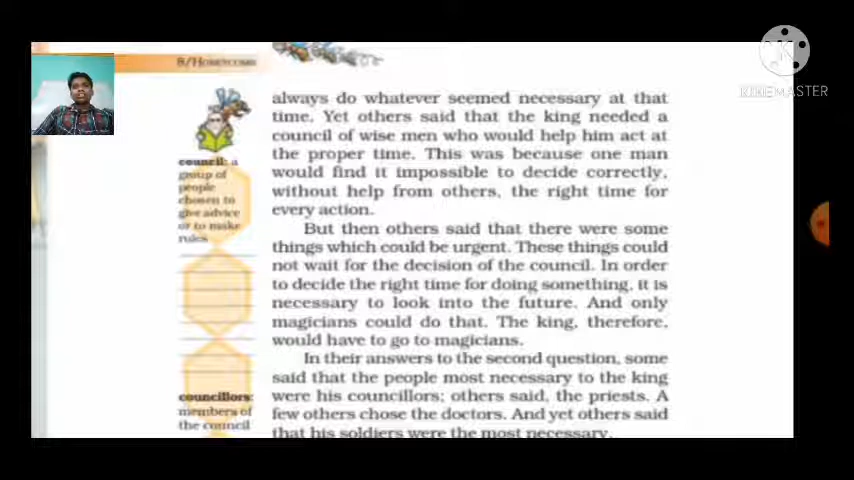 8/HONEYCOMB
KINEMASTER
always do whatever seemed necessary at that
time. Yet others said that the king needed a
council of wise men who would help him act at
the proper time. This was because one man
would find it impossible to decide correctly,
without help from others, the right time for
every action.
council: a
group of
people
chosen to
give advice
or to make
rules
But then others said that there were some
things which could be urgent. These things could
not wait for the decision of the council. In order
to decide the right time for doing something, it is
necessary to look into the future. And only
magicians could do that. The king, therefore,
would have to go to magicians.
In their answers to the second question, some
said that the people most necessary to the king
were his councillors; others said, the priests. A
few others chose the doctors. And yet others said
that his soldiers were the most necessary.
councillors:
members of
the council